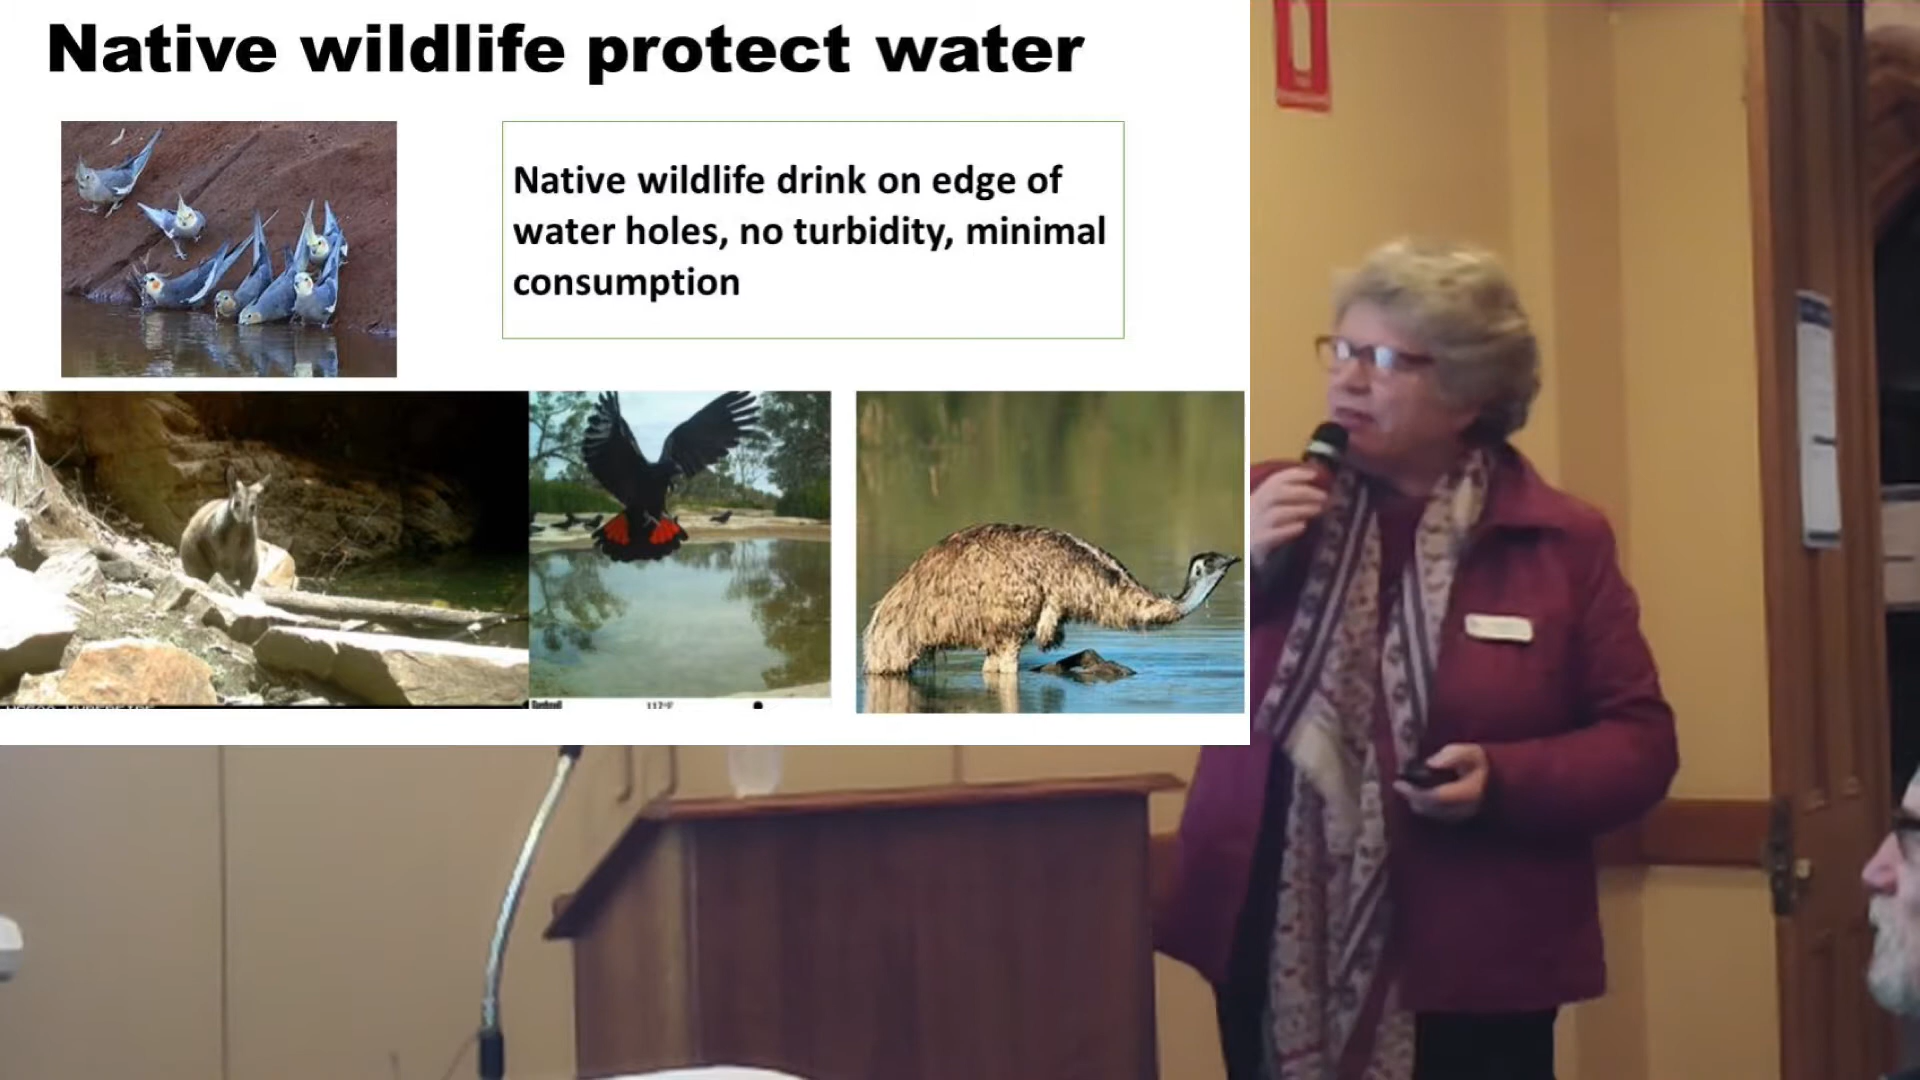 Native wildlife protect water
Native wildlife drink on edge of
water holes, no turbidity, minimal
consumption